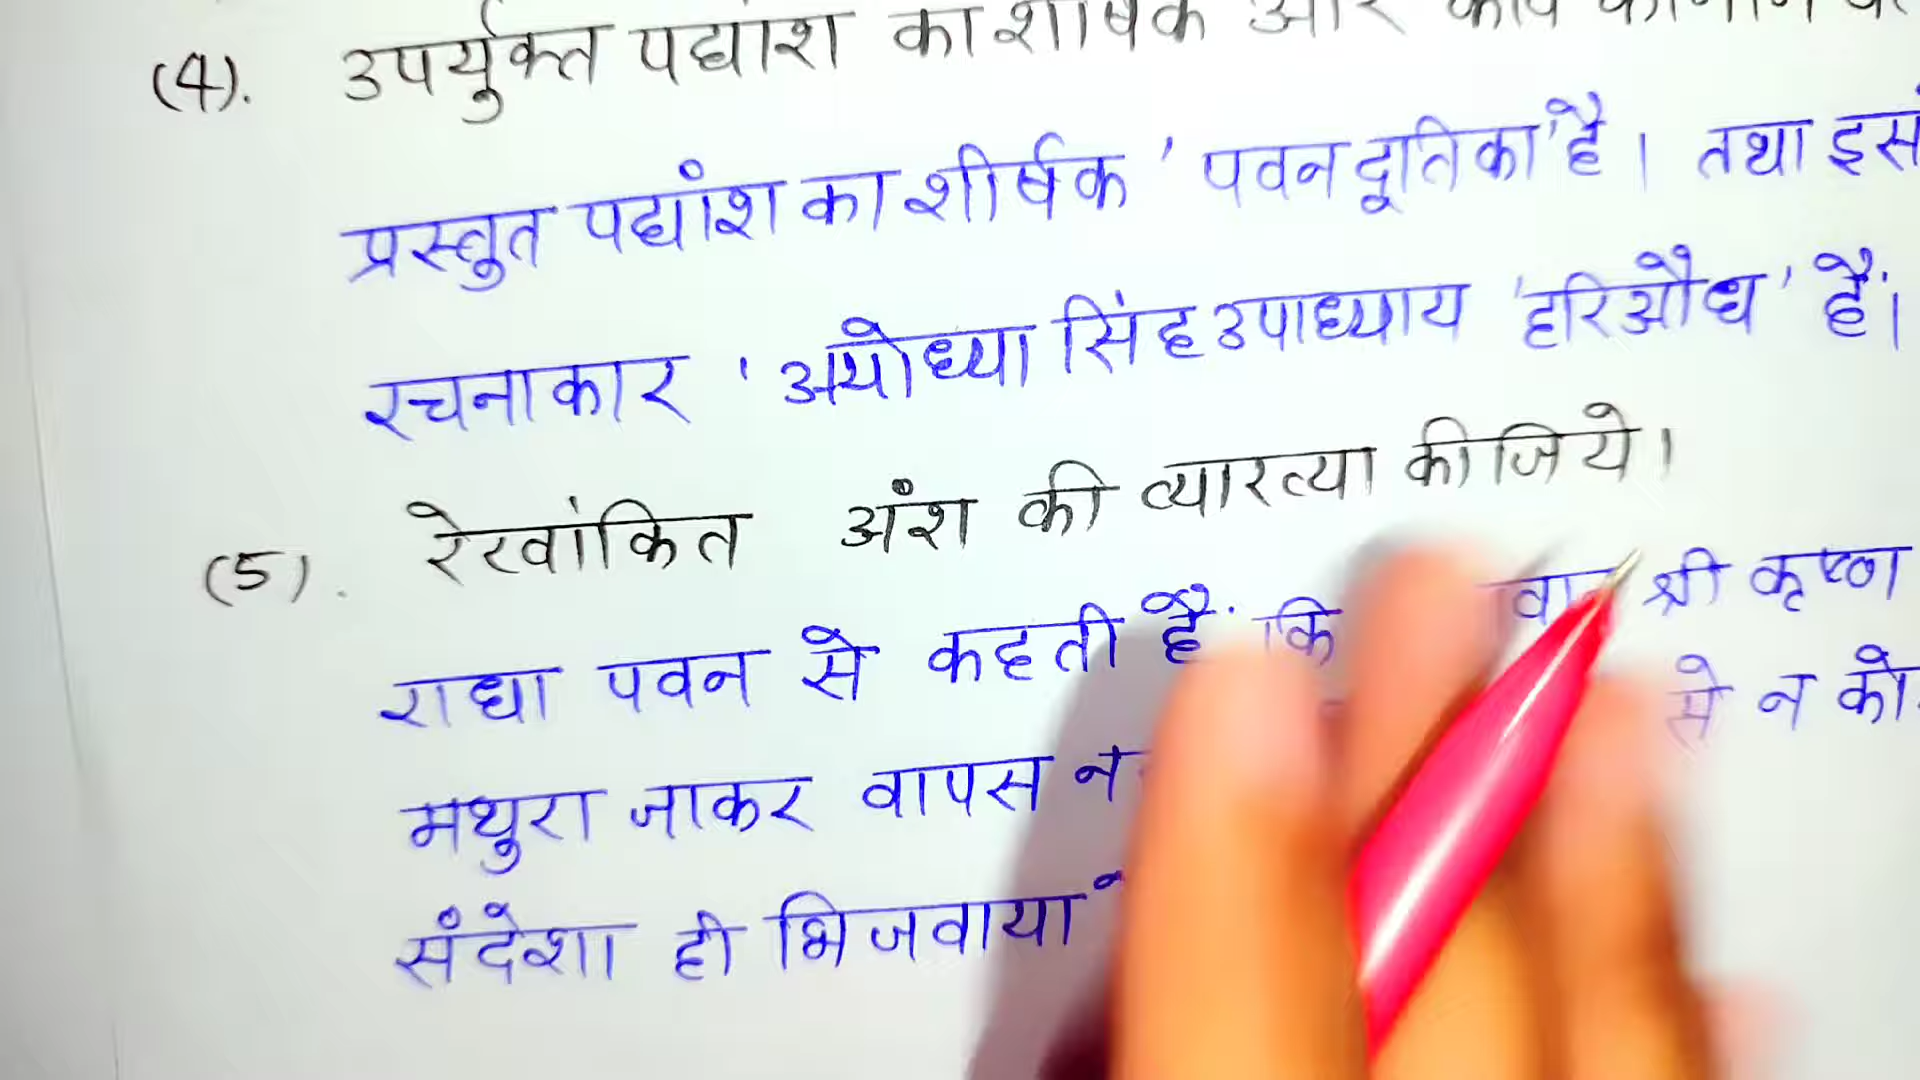 (4). उपर्युक्त पद्यांश का शीर्षक और
प्रस्तुत पद्यांश का शीर्षक 'पवन दूतिका' है। तथा
रचनाकार 'अयोध्या सिंह उपाध्याय 'हरिऔध' हैं।
(5). रेखांकित अंश की व्याख्या कीजिये।
राधा पवन से कहती हैं कि श्री कृष्ण
मथुरा जाकर वापस से न
संदेशा ही भिजवाया